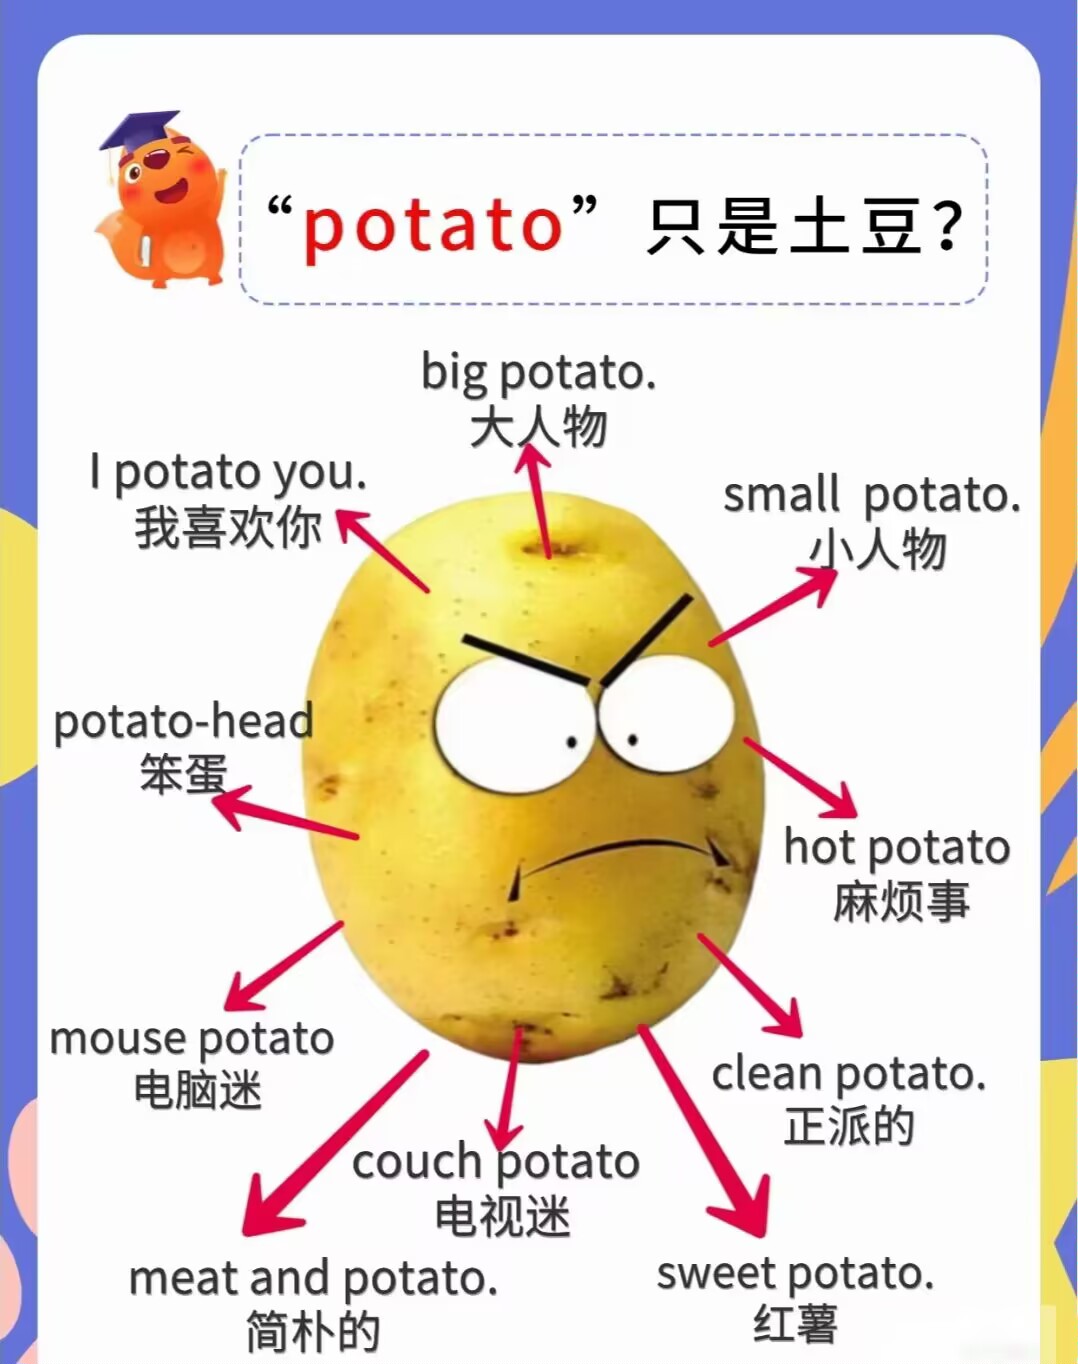 “potato” 只是土豆？
big potato.
大人物
I potato you.
我喜欢你
small potato.
小人物
potato-head
笨蛋
hot potato
麻烦事
mouse potato
电脑迷
clean potato.
正派的
couch potato
电视迷
meat and potato.
简朴的
sweet potato.
红薯